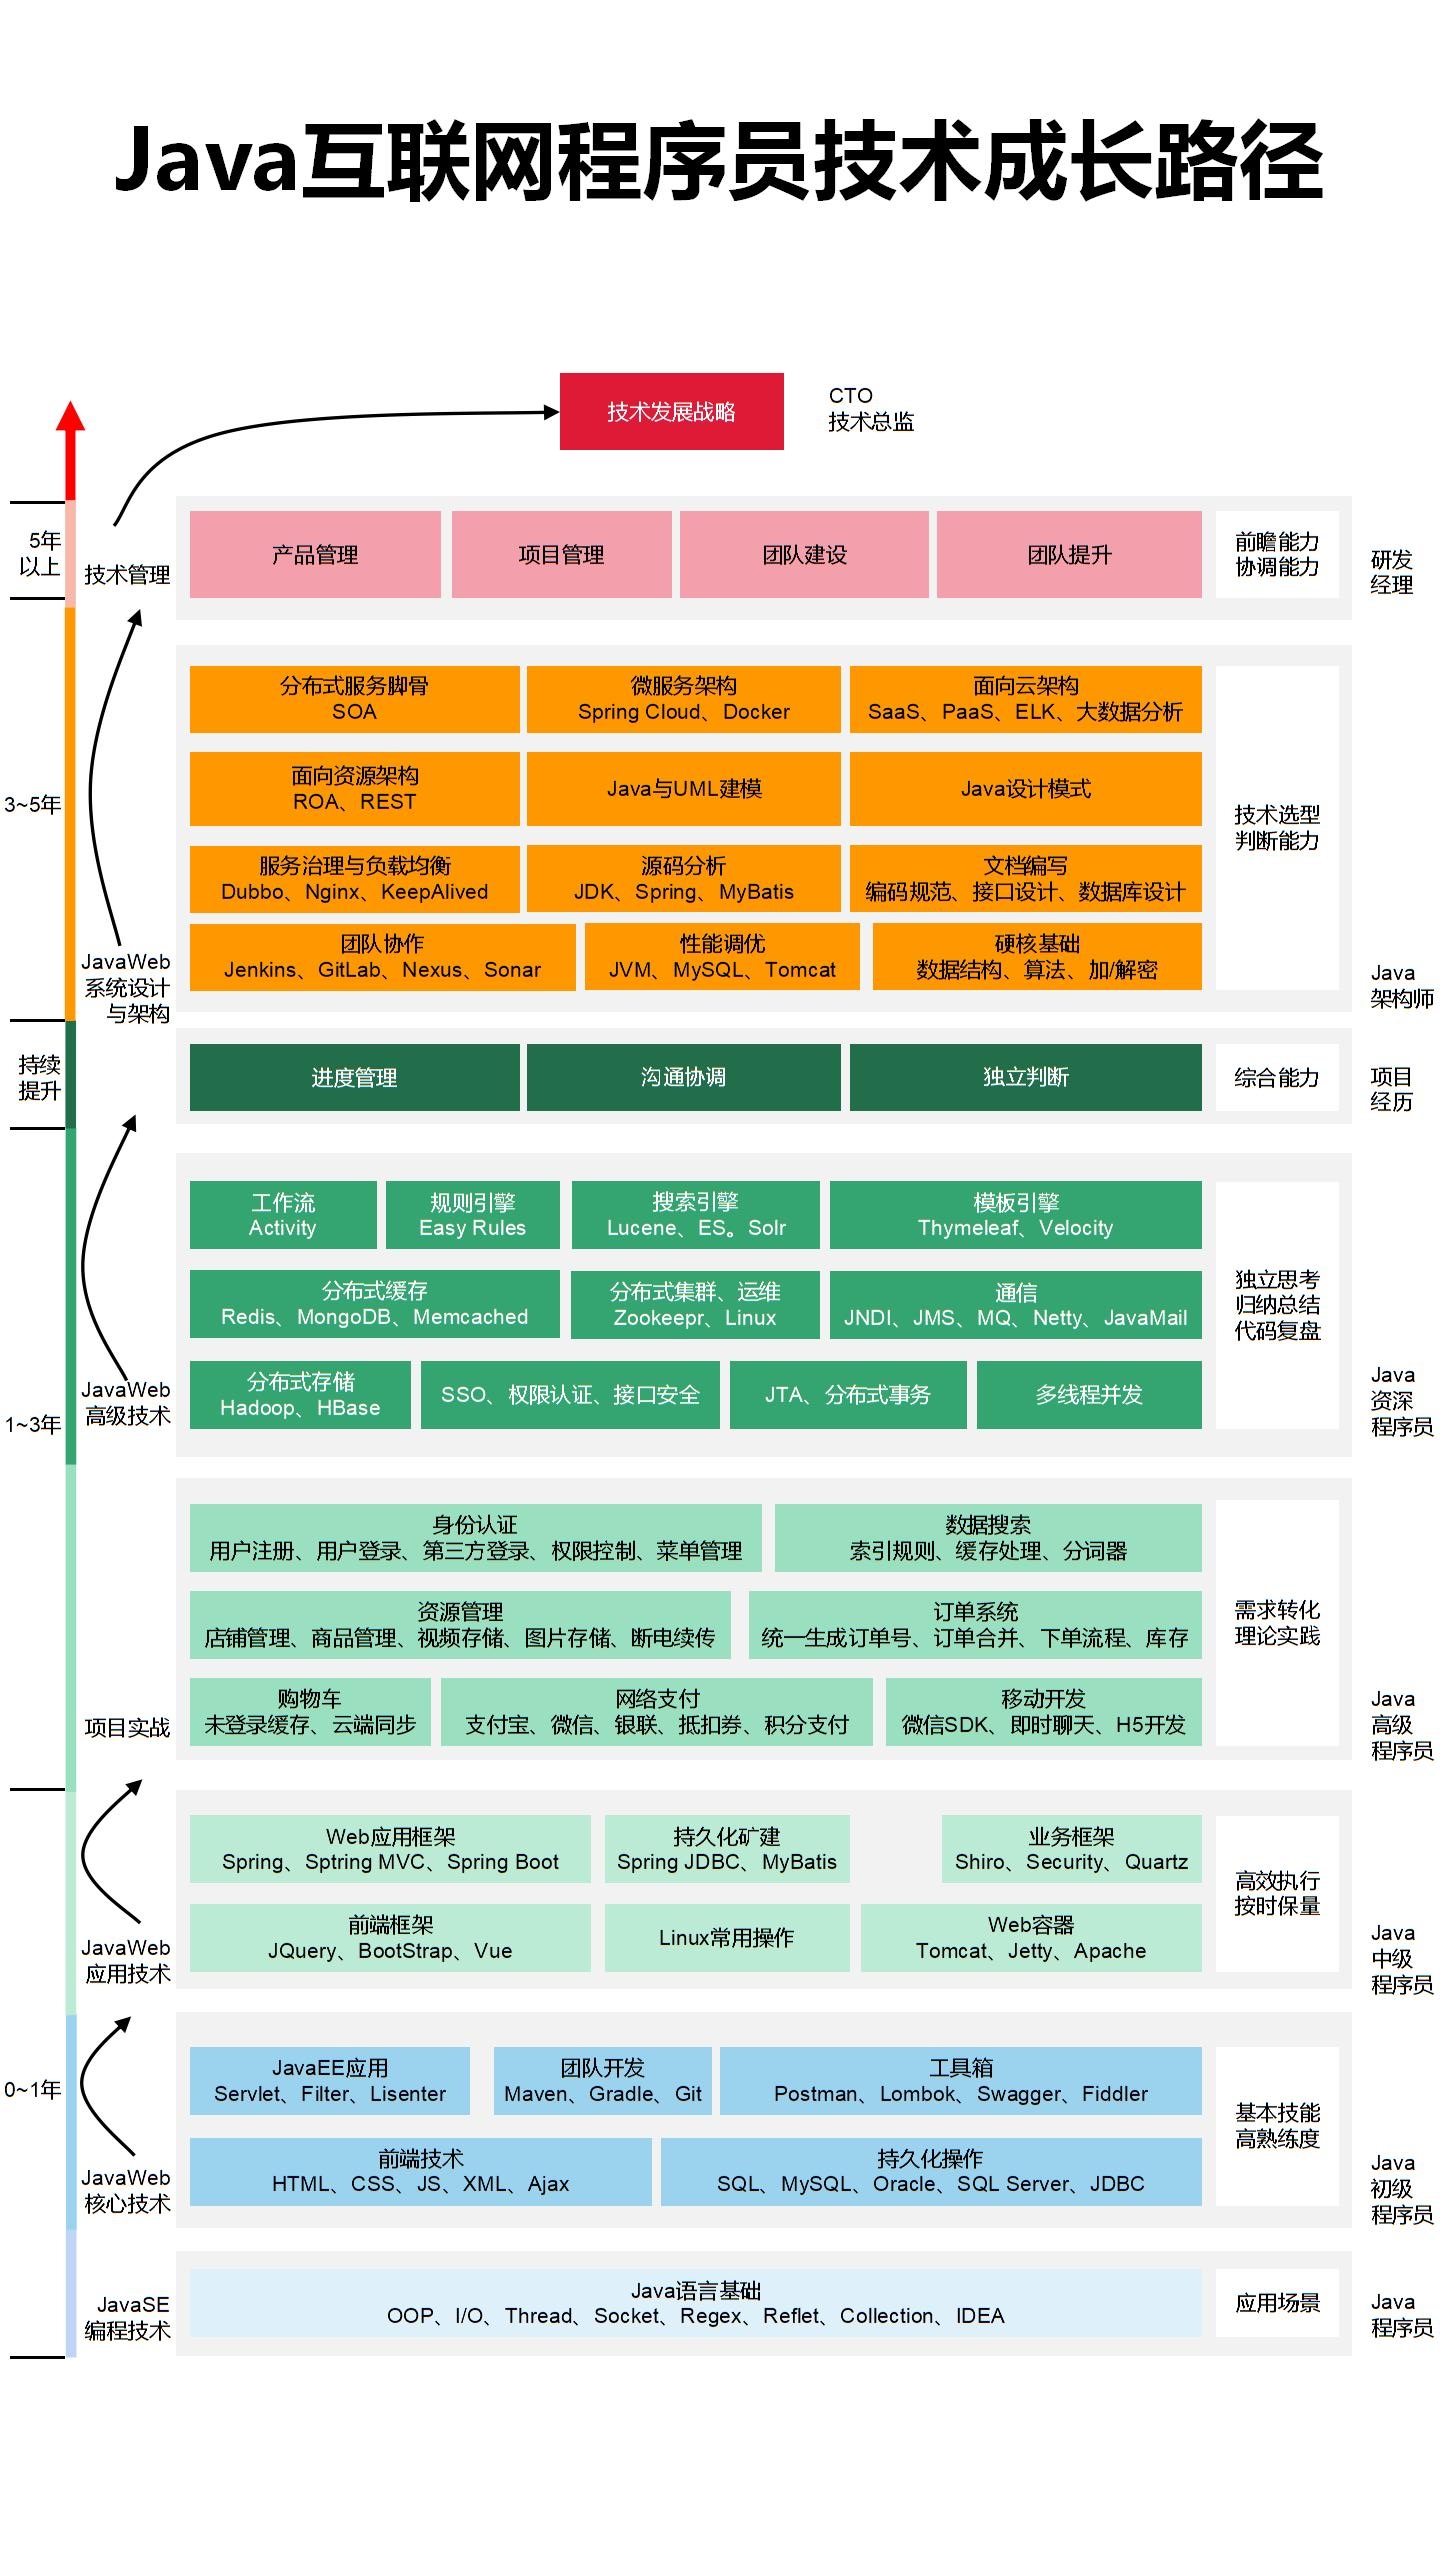 Java互联网程序员技术成长路径
技术发展战略
CTO
技术总监
5年
以上
技术管理
产品管理
项目管理
团队建设
团队提升
前瞻能力
协调能力
研发
经理
3~5年
JavaWeb
系统设计
与架构
分布式服务脚骨
SOA
微服务架构
Spring Cloud、Docker
面向云架构
SaaS、PaaS、ELK、大数据分析
面向资源架构
ROA、REST
Java与UML建模
Java设计模式
服务治理与负载均衡
Dubbo、Nginx、KeepAlived
源码分析
JDK、Spring、MyBatis
文档编写
编码规范、接口设计、数据库设计
团队协作
Jenkins、GitLab、Nexus、Sonar
性能调优
JVM、MySQL、Tomcat
硬核基础
数据结构、算法、加/解密
技术选型
判断能力
Java
架构师
持续
提升
进度管理
沟通协调
独立判断
综合能力
项目
经历
1~3年
JavaWeb
高级技术
工作流
Activity
规则引擎
Easy Rules
搜索引擎
Lucene、ES。Solr
模板引擎
Thymeleaf、Velocity
分布式缓存
Redis、MongoDB、Memcached
分布式集群、运维
Zookeepr、Linux
通信
JNDI、JMS、MQ、Netty、JavaMail
分布式存储
Hadoop、HBase
SSO、权限认证、接口安全
JTA、分布式事务
多线程并发
独立思考
归纳总结
代码复盘
Java
资深
程序员
项目实战
身份认证
用户注册、用户登录、第三方登录、权限控制、菜单管理
数据搜索
索引规则、缓存处理、分词器
资源管理
店铺管理、商品管理、视频存储、图片存储、断电续传
订单系统
统一生成订单号、订单合并、下单流程、库存
购物车
未登录缓存、云端同步
网络支付
支付宝、微信、银联、抵扣券、积分支付
移动开发
微信SDK、即时聊天、H5开发
需求转化
理论实践
Java
高级
程序员
JavaWeb
应用技术
Web应用框架
Spring、Sptring MVC、Spring Boot
持久化矿建
Spring JDBC、MyBatis
业务框架
Shiro、Security、Quartz
前端框架
JQuery、BootStrap、Vue
Linux常用操作
Web容器
Tomcat、Jetty、Apache
高效执行
按时保量
Java
中级
程序员
0~1年
JavaWeb
核心技术
JavaEE应用
Servlet、Filter、Lisenter
团队开发
Maven、Gradle、Git
工具箱
Postman、Lombok、Swagger、Fiddler
前端技术
HTML、CSS、JS、XML、Ajax
持久化操作
SQL、MySQL、Oracle、SQL Server、JDBC
基本技能
高熟练度
Java
初级
程序员
JavaSE
编程技术
Java语言基础
OOP、I/O、Thread、Socket、Regex、Reflet、Collection、IDEA
应用场景
Java
程序员